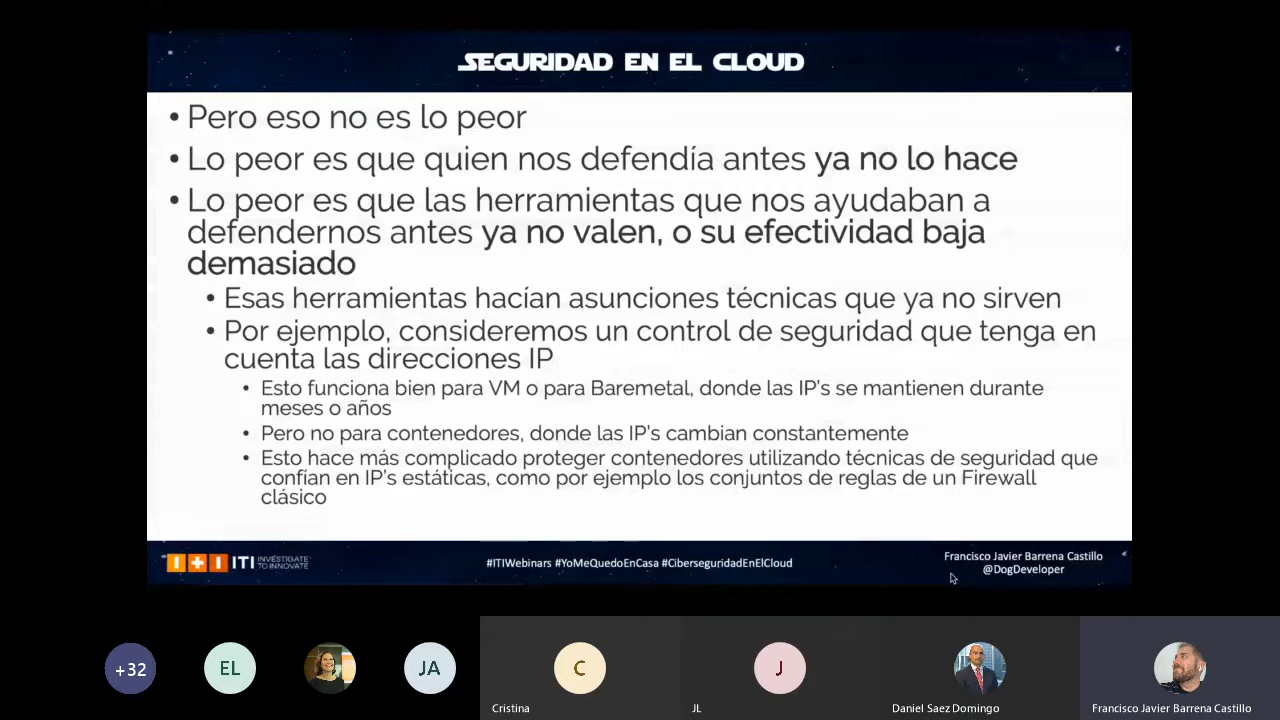 SEGURIDAD EN EL CLOUD
• Pero eso no es lo peor
• Lo peor es que quien nos defendía antes ya no lo hace
• Lo peor es que las herramientas que nos ayudaban a
defendernos antes ya no valen, o su efectividad baja
demasiado
• Esas herramientas hacían asunciones técnicas que ya no sirven
• Por ejemplo, consideremos un control de seguridad que tenga en
cuenta las direcciones IP
• Esto funciona bien para VM o para Baremetal, donde las IP's se mantienen durante
meses o años
• Pero no para contenedores, donde las IP's cambian constantemente
• Esto hace más complicado proteger contenedores utilizando técnicas de seguridad que
confían en IP's estáticas, como por ejemplo los conjuntos de reglas de un Firewall
clásico
I+I ITI INVESTIGATE
TO INNOVATE
#ITIWebinars #YoMeQuedoEnCasa #CiberseguridadEnElCloud
Francisco Javier Barrena Castillo
@DogDeveloper
+32
EL
JA
C
J
Cristina
JL
Daniel Saez Domingo
Francisco Javier Barrena Castillo